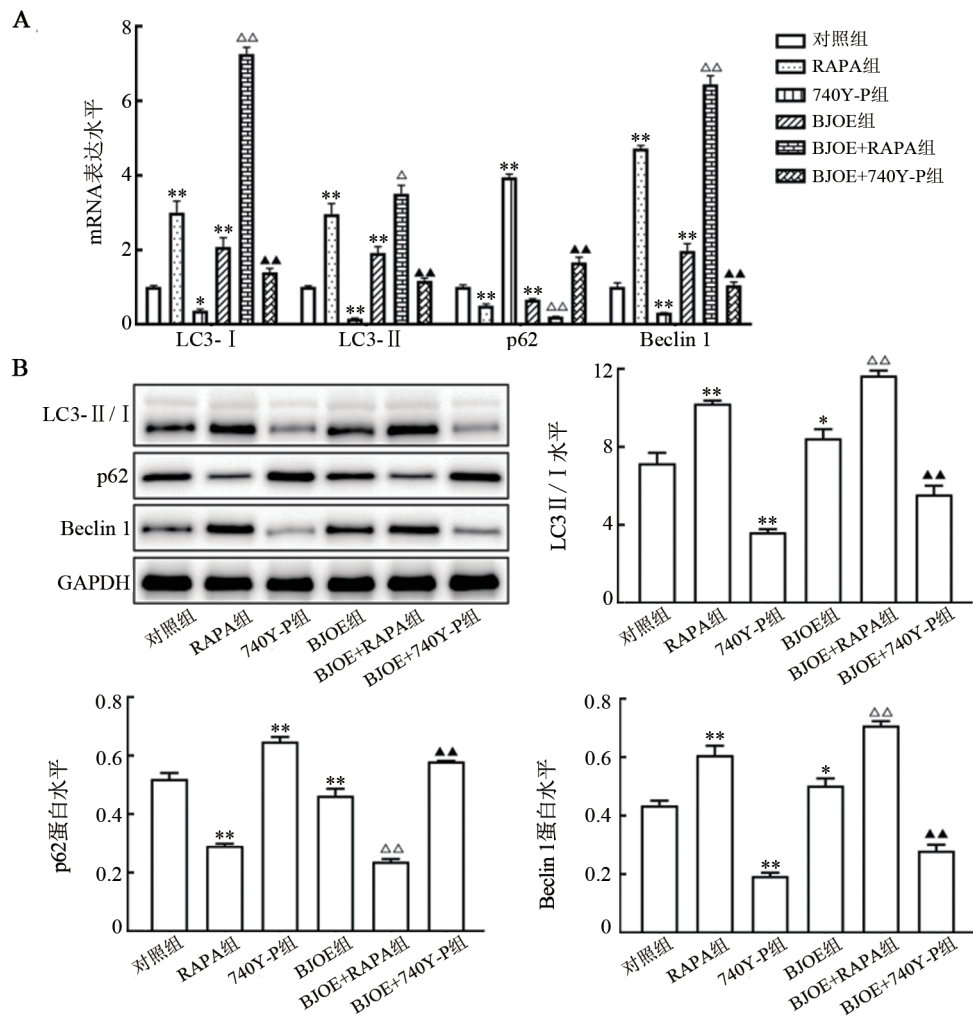 A
mRNA表达水平
8
6
4
2
0
** * ** △△ ▲▲
** ** ** △ ▲▲
** ** ** △△ ▲▲
** ** ** △△ ▲▲
LC3-Ⅰ LC3-Ⅱ p62 Beclin 1
对照组
RAPA组
740Y-P组
BJOE组
BJOE+RAPA组
BJOE+740Y-P组
B
LC3-Ⅱ/Ⅰ
p62
Beclin 1
GAPDH
对照组 RAPA组 740Y-P组 BJOE组 BJOE+RAPA组 BJOE+740Y-P组
LC3Ⅱ/Ⅰ水平
12
8
4
0
** ** * △△ ▲▲
对照组 RAPA组 740Y-P组 BJOE组 BJOE+RAPA组 BJOE+740Y-P组
p62蛋白水平
0.8
0.6
0.4
0.2
0
** ** ** △△ ▲▲
对照组 RAPA组 740Y-P组 BJOE组 BJOE+RAPA组 BJOE+740Y-P组
Beclin 1蛋白水平
0.8
0.6
0.4
0.2
0
** ** * △△ ▲▲
对照组 RAPA组 740Y-P组 BJOE组 BJOE+RAPA组 BJOE+740Y-P组